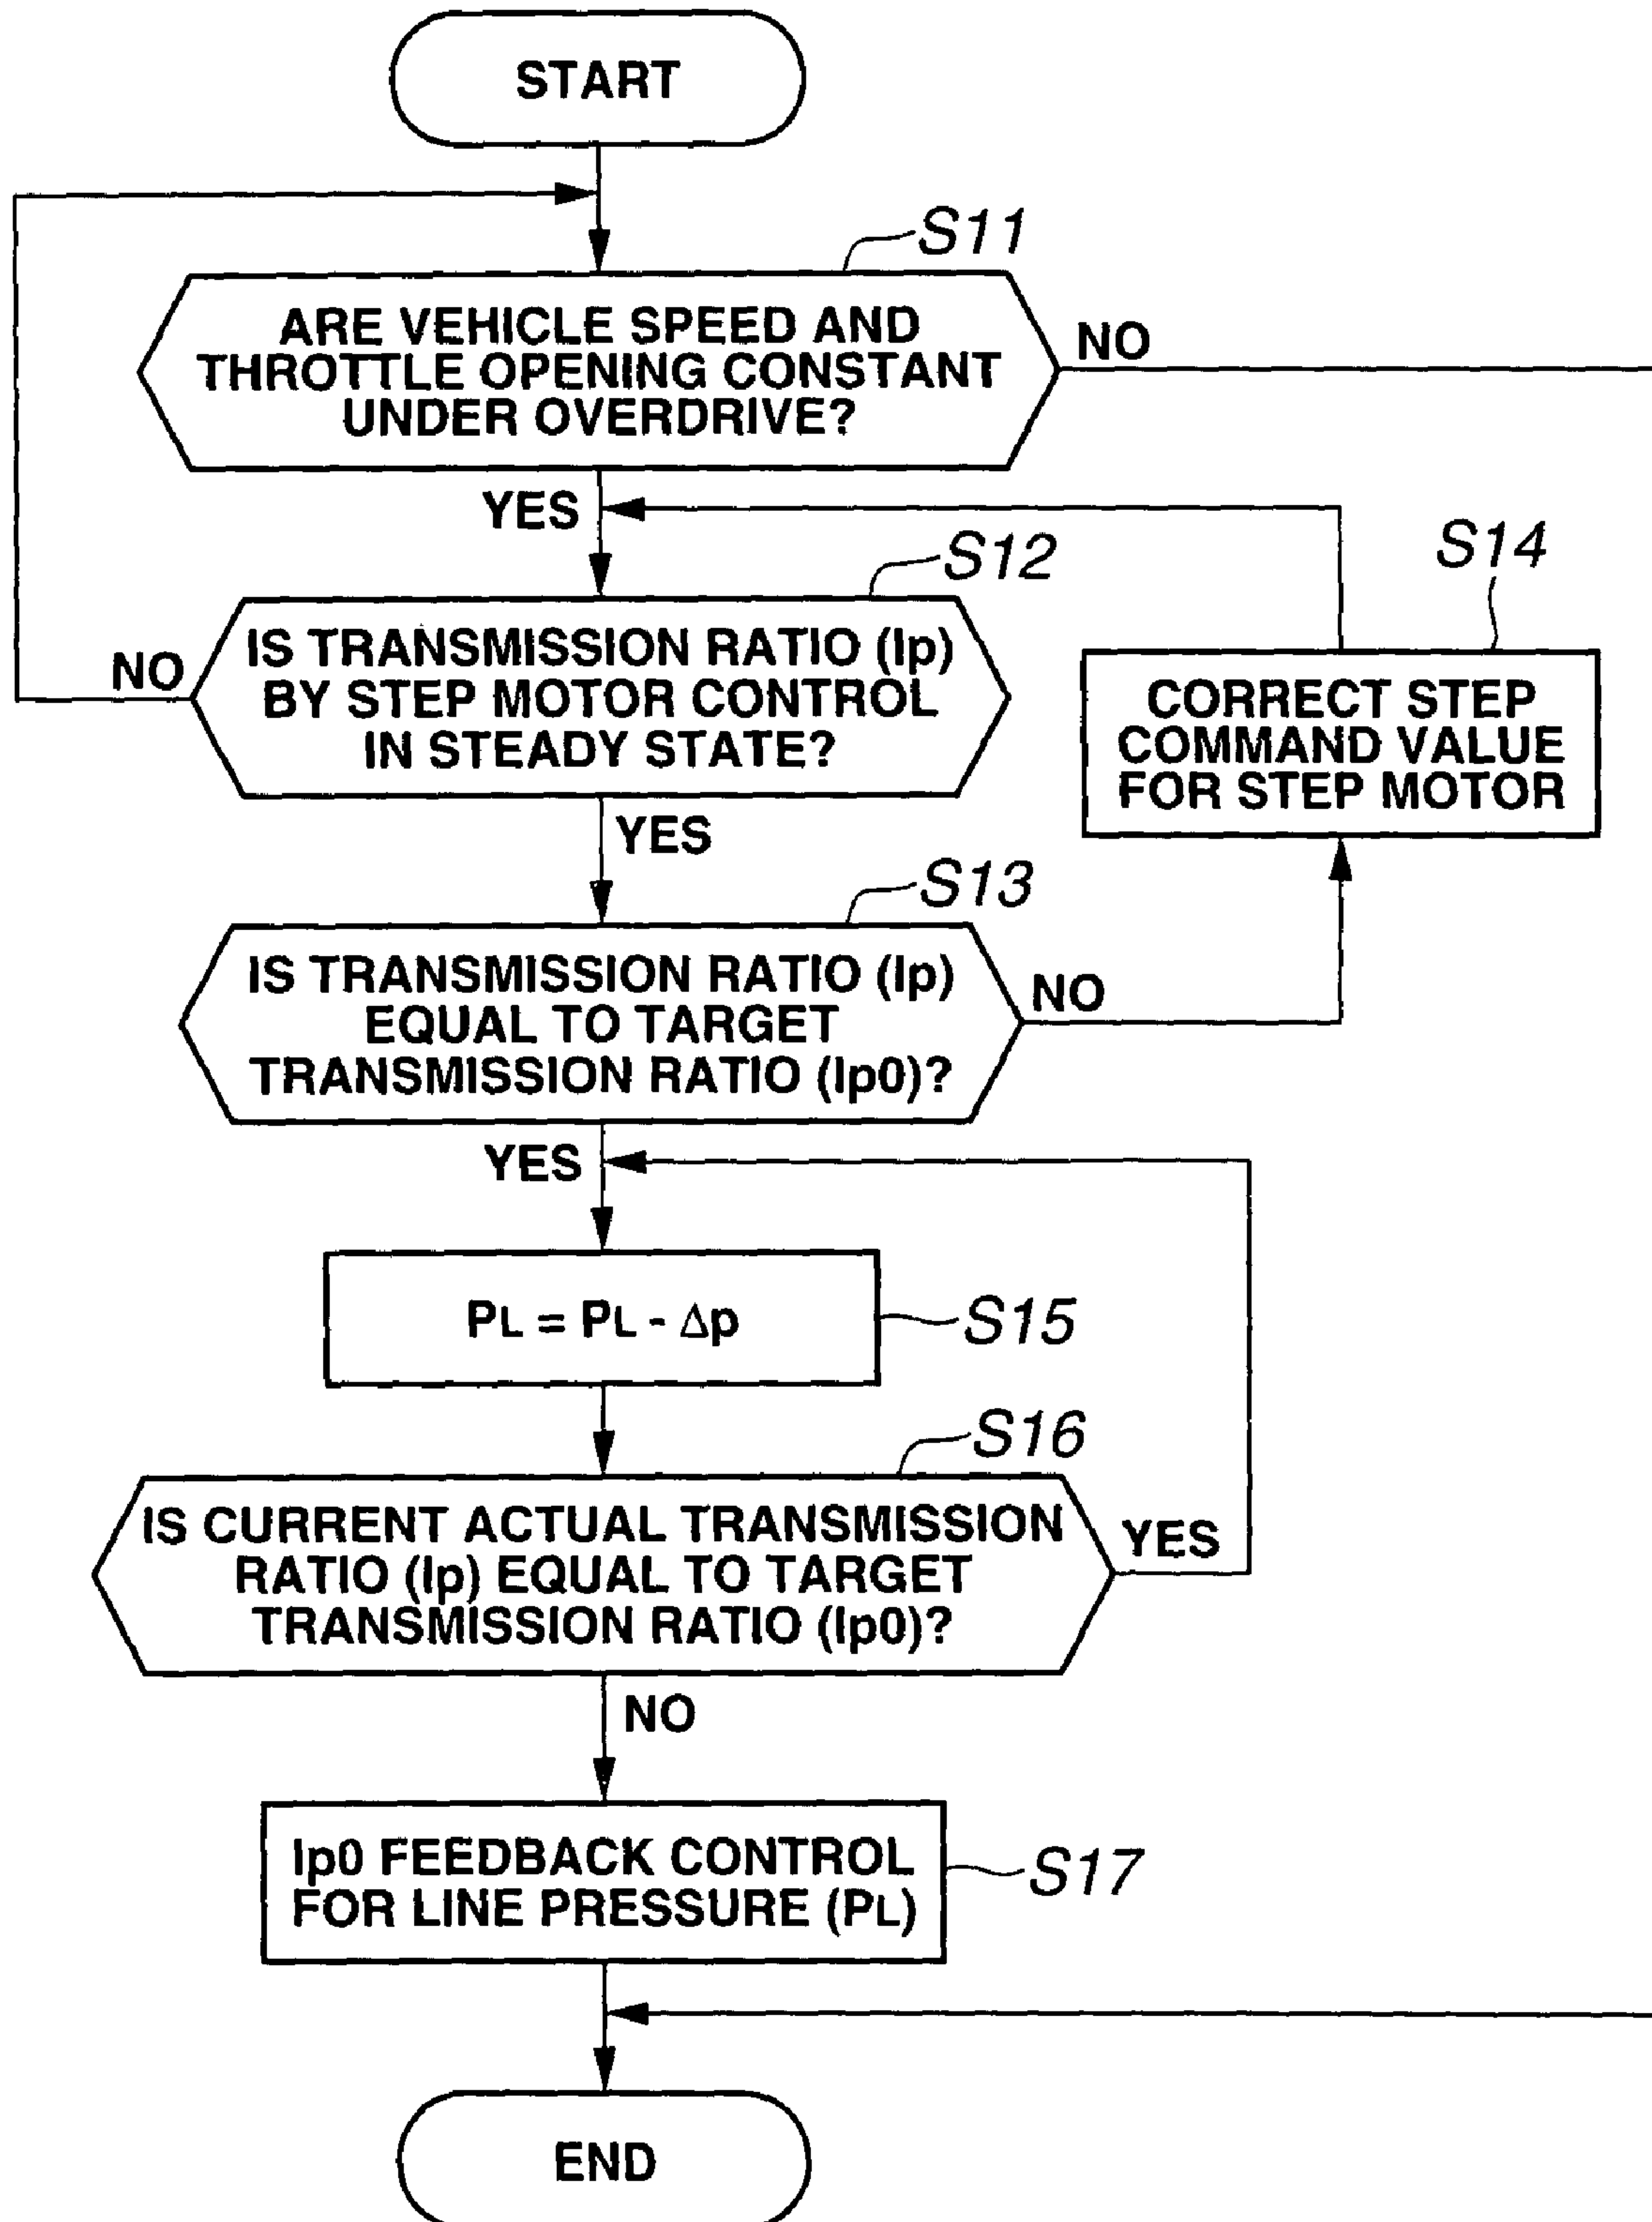 START
S11
ARE VEHICLE SPEED AND
THROTTLE OPENING CONSTANT
UNDER OVERDRIVE?
NO
YES
S12
S14
IS TRANSMISSION RATIO (Ip)
BY STEP MOTOR CONTROL
IN STEADY STATE?
NO
CORRECT STEP
COMMAND VALUE
FOR STEP MOTOR
YES
S13
IS TRANSMISSION RATIO (Ip)
EQUAL TO TARGET
TRANSMISSION RATIO (Ip0)?
NO
YES
PL = PL - Δp
S15
S16
IS CURRENT ACTUAL TRANSMISSION
RATIO (Ip) EQUAL TO TARGET
TRANSMISSION RATIO (Ip0)?
YES
NO
Ip0 FEEDBACK CONTROL
FOR LINE PRESSURE (PL)
S17
END